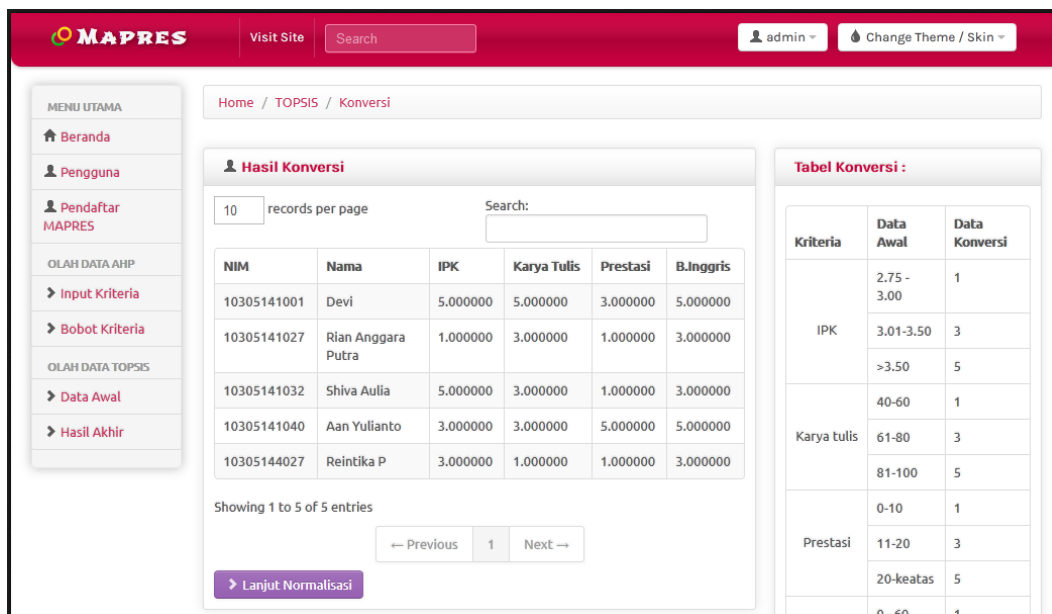 MAPRES
Visit Site
Search
admin
Change Theme / Skin
MENU UTAMA
Beranda
Pengguna
Pendaftar
MAPRES
OLAH DATA AHP
Input Kriteria
Bobot Kriteria
OLAH DATA TOPSIS
Data Awal
Hasil Akhir
Home / TOPSIS / Konversi
Hasil Konversi
10 records per page
Search:
NIM Nama IPK Karya Tulis Prestasi B.Inggris
10305141001 Devi 5.000000 5.000000 3.000000 5.000000
10305141027 Rian Anggara 1.000000 3.000000 1.000000 3.000000
Putra
10305141032 Shiva Aulia 5.000000 3.000000 1.000000 3.000000
10305141040 Aan Yulianto 3.000000 3.000000 5.000000 5.000000
10305144027 Reintika P 3.000000 1.000000 1.000000 3.000000
Showing 1 to 5 of 5 entries
← Previous 1 Next →
Lanjut Normalisasi
Tabel Konversi :
Kriteria Data Awal Data Konversi
IPK
2.75 -
3.00 1
3.01-3.50 3
>3.50 5
Karya tulis
40-60 1
61-80 3
81-100 5
Prestasi
0-10 1
11-20 3
20-keatas 5